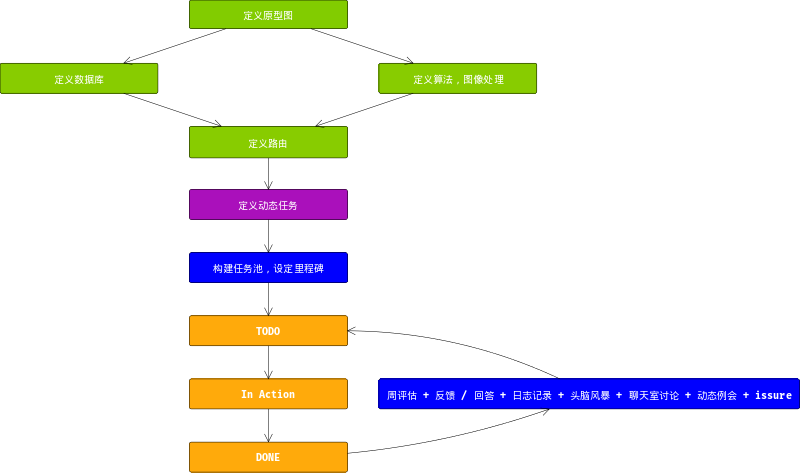 定义原型图
定义数据库
定义算法，图像处理
定义路由
定义动态任务
构建任务池，设定里程碑
TODO
In Action
周评估 + 反馈 / 回答 + 日志记录 + 头脑风暴 + 聊天室讨论 + 动态例会 + issure
DONE